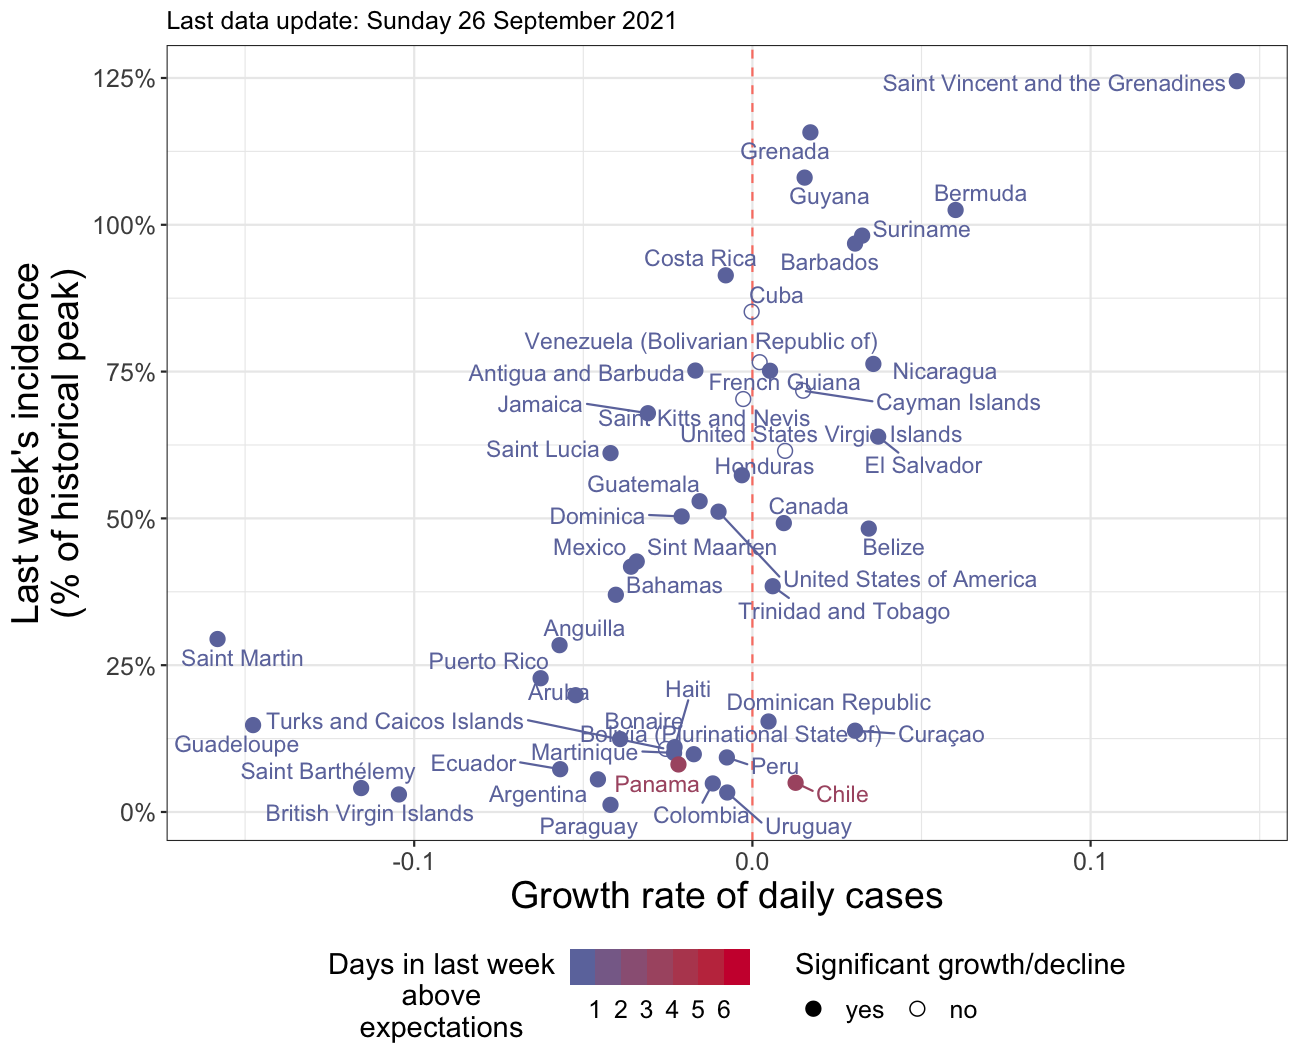 Last data update: Sunday 26 September 2021
Last week's incidence
(% of historical peak)
125%
100%
75%
50%
25%
0%
Saint Vincent and the Grenadines
Grenada
Guyana
Bermuda
Suriname
Costa Rica
Barbados
Cuba
Venezuela (Bolivarian Republic of)
Antigua and Barbuda
Nicaragua
French Guiana
Jamaica
Cayman Islands
Saint Kitts and Nevis
United States Virgin Islands
Saint Lucia
El Salvador
Honduras
Guatemala
Canada
Dominica
Mexico
Sint Maarten
Belize
United States of America
Bahamas
Trinidad and Tobago
Anguilla
Saint Martin
Puerto Rico
Aruba
Haiti
Dominican Republic
Turks and Caicos Islands
Bonaire
Bolivia (Plurinational State of)
Curaçao
Guadeloupe
Martinique
Ecuador
Peru
Saint Barthélemy
Panama
Argentina
Chile
British Virgin Islands
Colombia
Paraguay
Uruguay
-0.1
0.0
0.1
Growth rate of daily cases
Days in last week
above
expectations
1 2 3 4 5 6
Significant growth/decline
yes
no